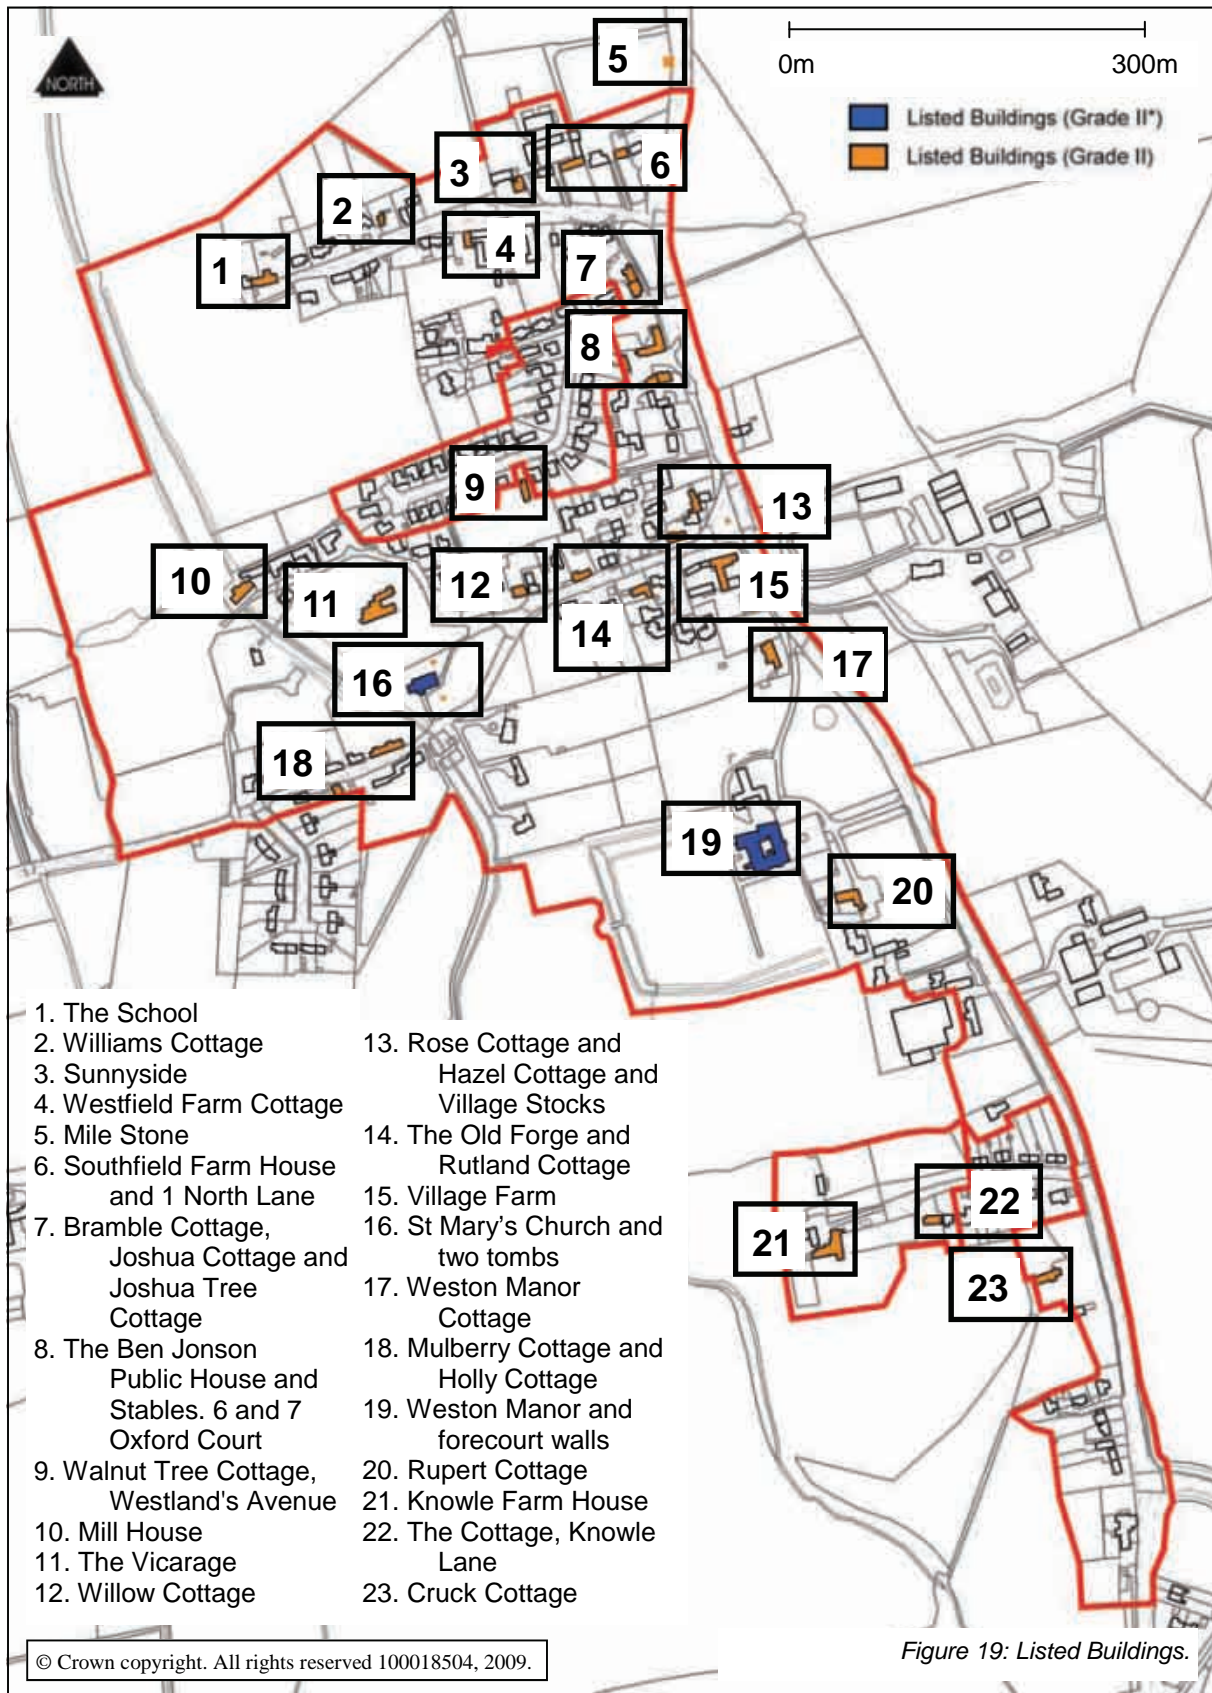 NORTH
0m 300m
Listed Buildings (Grade II*)
Listed Buildings (Grade II)
5
3
6
2
4
1
7
8
9
13
10
11
12
14
15
16
17
18
19
20
22
21
23
1. The School
2. Williams Cottage
3. Sunnyside
4. Westfield Farm Cottage
5. Mile Stone
6. Southfield Farm House
and 1 North Lane
7. Bramble Cottage,
Joshua Cottage and
Joshua Tree
Cottage
8. The Ben Jonson
Public House and
Stables. 6 and 7
Oxford Court
9. Walnut Tree Cottage,
Westland's Avenue
10. Mill House
11. The Vicarage
12. Willow Cottage
13. Rose Cottage and
Hazel Cottage and
Village Stocks
14. The Old Forge and
Rutland Cottage
15. Village Farm
16. St Mary’s Church and
two tombs
17. Weston Manor
Cottage
18. Mulberry Cottage and
Holly Cottage
19. Weston Manor and
forecourt walls
20. Rupert Cottage
21. Knowle Farm House
22. The Cottage, Knowle
Lane
23. Cruck Cottage
© Crown copyright. All rights reserved 100018504, 2009.
Figure 19: Listed Buildings.